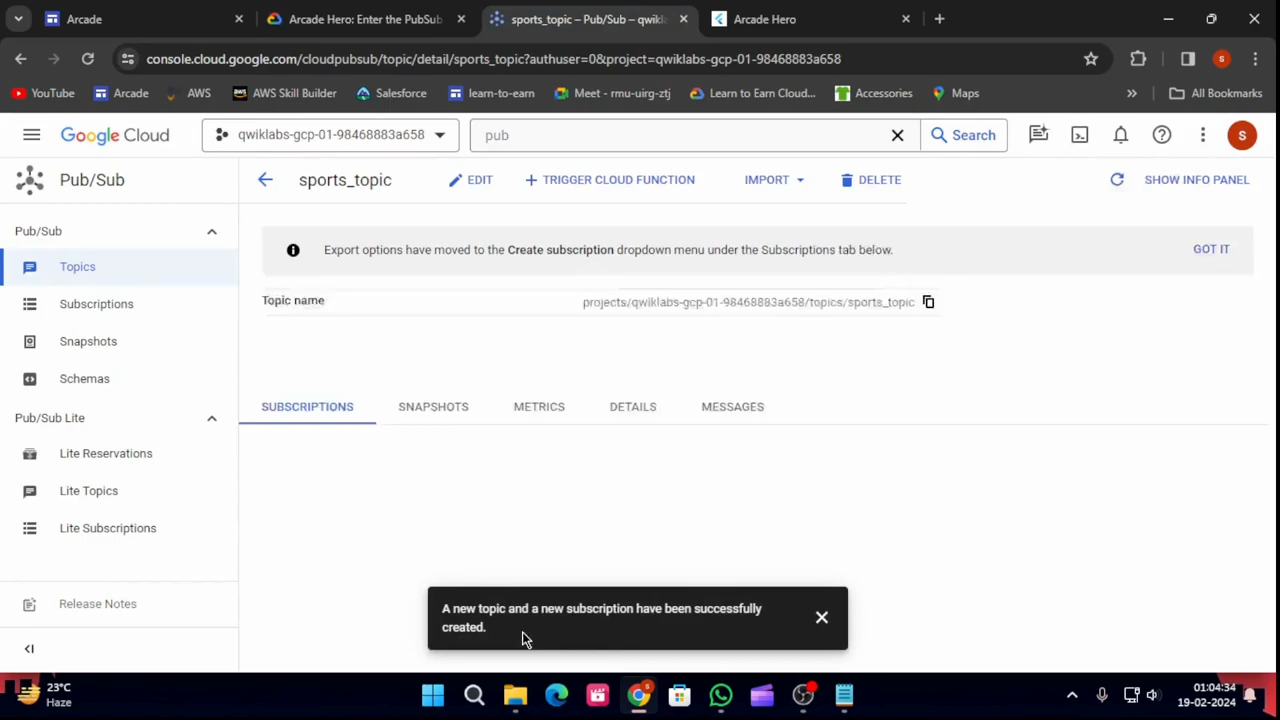 Arcade
Arcade Hero: Enter the PubSub
sports_topic – Pub/Sub – qwikla
Arcade Hero
console.cloud.google.com/cloudpubsub/topic/detail/sports_topic?authuser=0&project=qwiklabs-gcp-01-98468883a658
S
YouTube
Arcade
AWS
AWS Skill Builder
Salesforce
learn-to-earn
Meet - rmu-uirg-ztj
Learn to Earn Cloud...
Accessories
Maps
»
All Bookmarks
Google Cloud
qwiklabs-gcp-01-98468883a658
pub
Search
S
Pub/Sub
sports_topic
EDIT
TRIGGER CLOUD FUNCTION
IMPORT
DELETE
SHOW INFO PANEL
Pub/Sub
Topics
Subscriptions
Snapshots
Schemas
Pub/Sub Lite
Lite Reservations
Lite Topics
Lite Subscriptions
Release Notes
Export options have moved to the Create subscription dropdown menu under the Subscriptions tab below.
GOT IT
Topic name
projects/qwiklabs-gcp-01-98468883a658/topics/sports_topic
SUBSCRIPTIONS
SNAPSHOTS
METRICS
DETAILS
MESSAGES
A new topic and a new subscription have been successfully
created.
23°C
Haze
01:04:34
19-02-2024